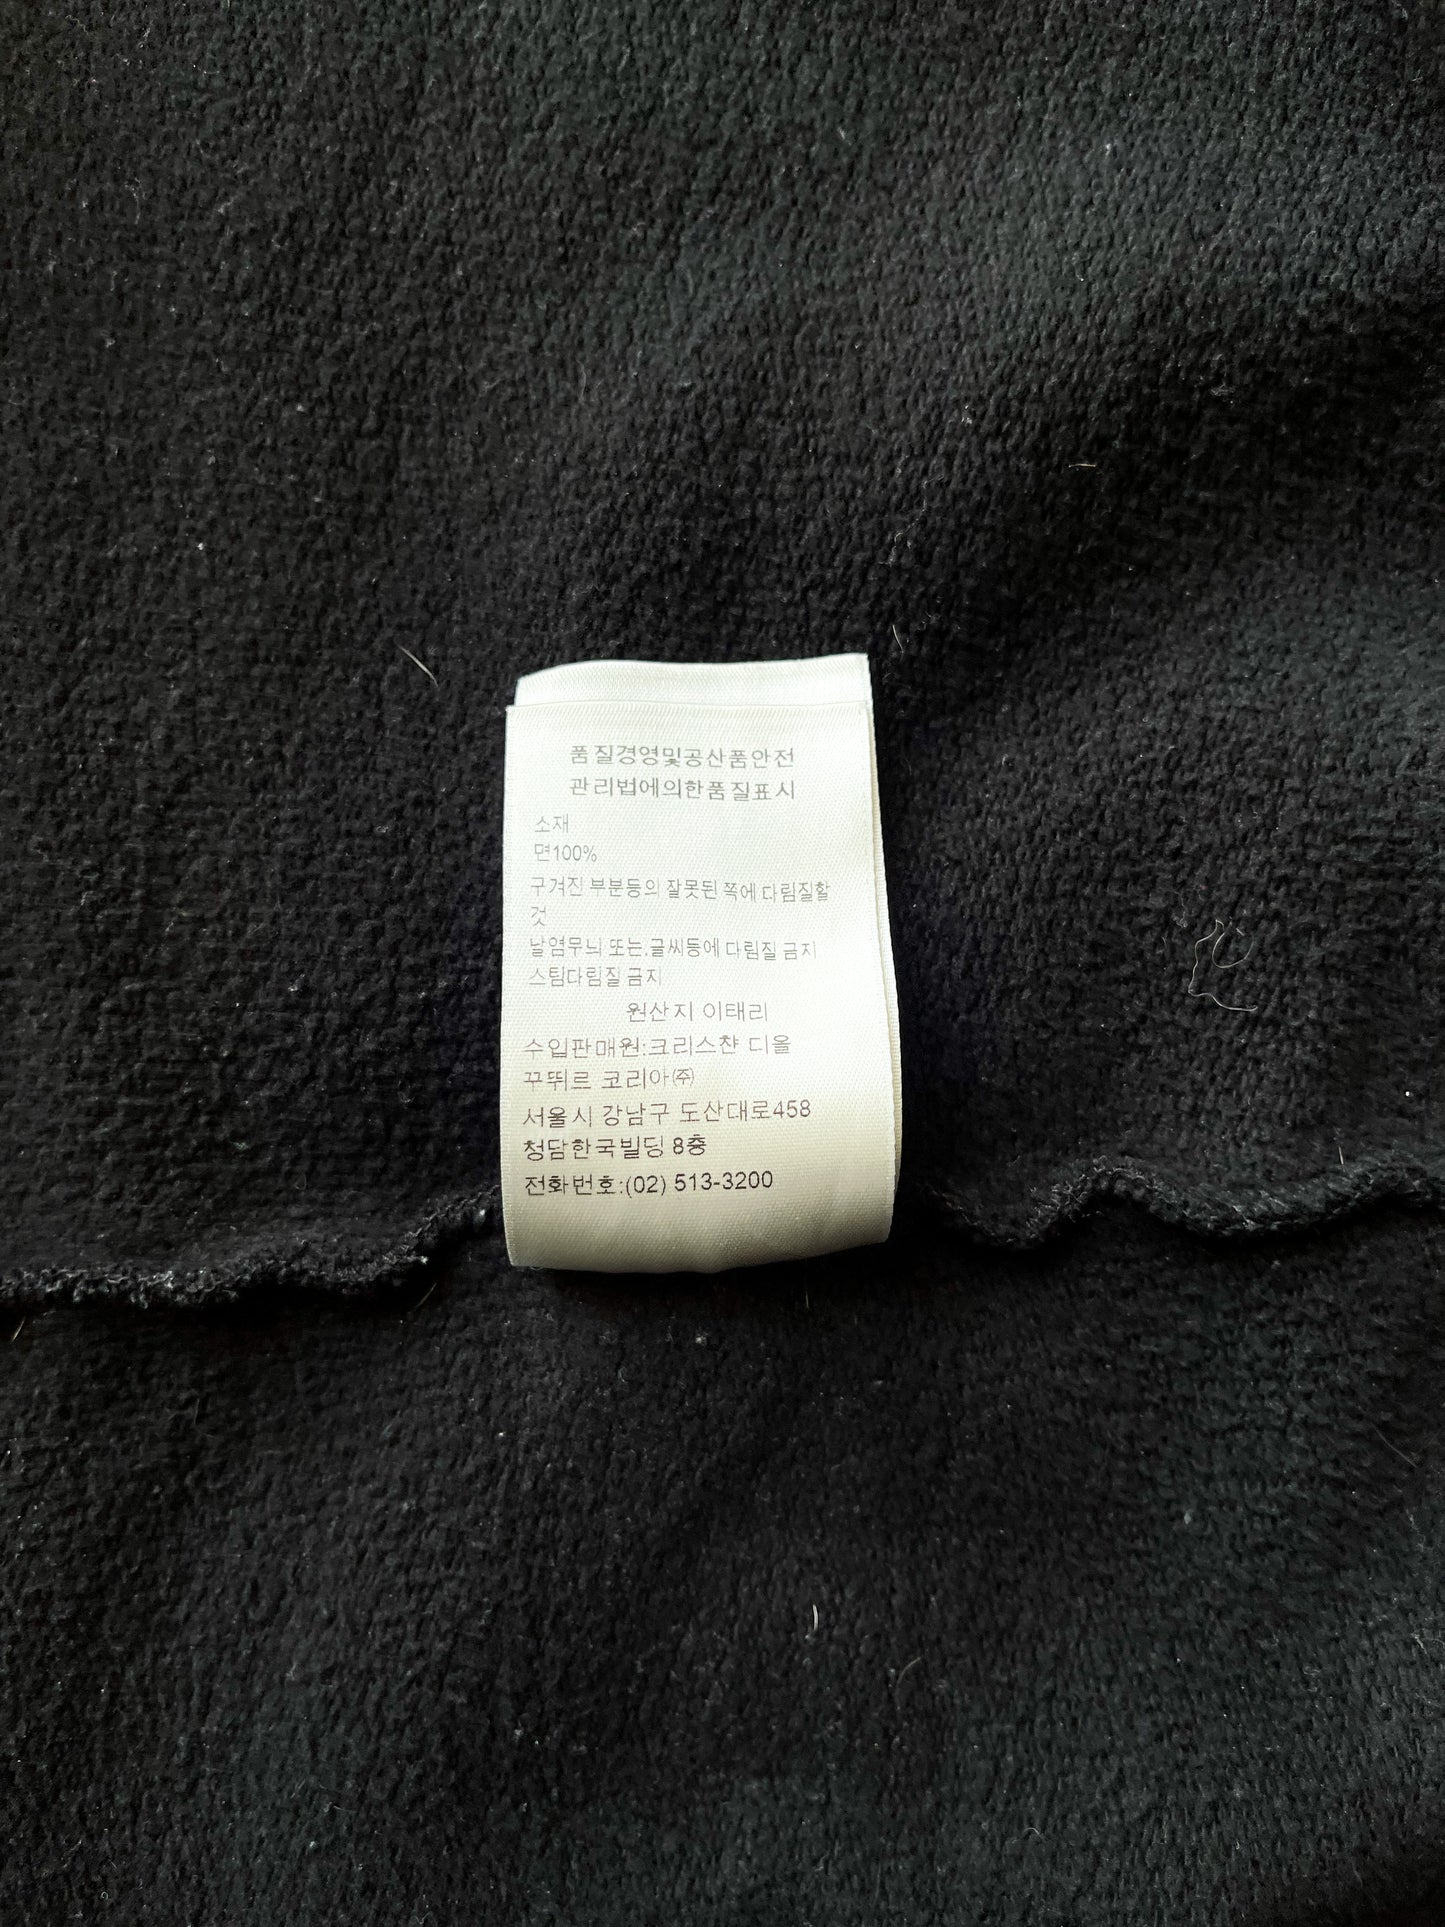 품질경영및공산품안전
관리법에의한품질표시
소재
면100%
구겨진 부분등의 잘못된 쪽에 다림질할
것
날염무늬 또는,글씨등에 다림질 금지
스팀다림질 금지
원산지 이태리
수입판매원:크리스챤 디올
꾸뛰르 코리아㈜
서울시 강남구 도산대로458
청담한국빌딩 8층
전화번호:(02) 513-3200